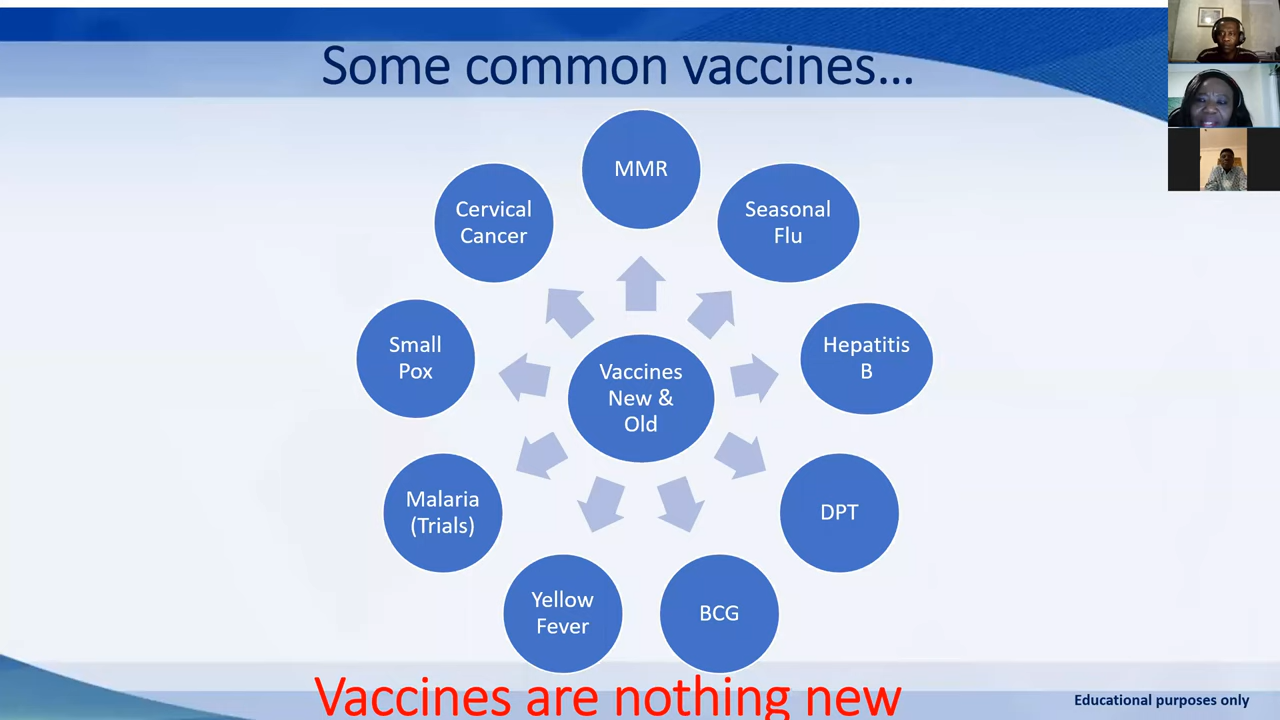 Some common vaccines...
MMR
Seasonal
Flu
Hepatitis
B
DPT
BCG
Yellow
Fever
Malaria
(Trials)
Small
Pox
Cervical
Cancer
Vaccines
New &
Old
Vaccines are nothing new
Educational purposes only